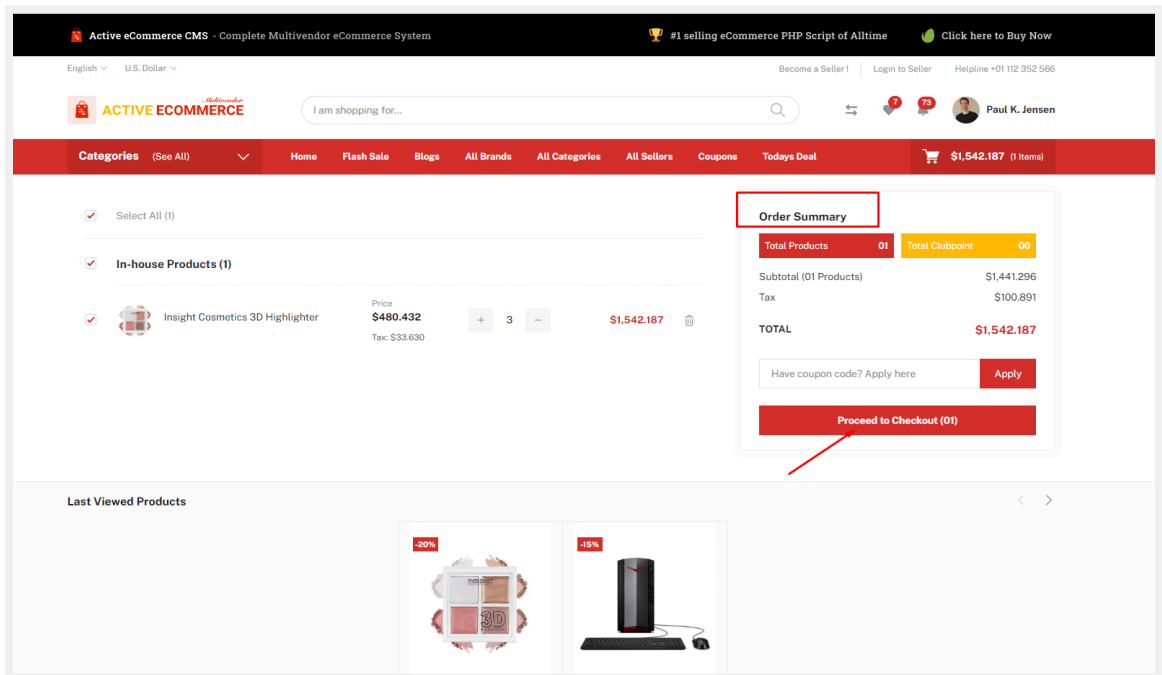 Active eCommerce CMS - Complete Multivendor eCommerce System
#1 selling eCommerce PHP Script of Alltime
Click here to Buy Now
English
U.S. Dollar
Become a Seller !
Login to Seller
Helpline +01 112 352 566
Multivendor
ACTIVE ECOMMERCE
I am shopping for...
7
73
Paul K. Jensen
Categories (See All)
Home
Flash Sale
Blogs
All Brands
All Categories
All Sellers
Coupons
Todays Deal
$1,542.187 (1 Items)
Select All (1)
In-house Products (1)
Insight Cosmetics 3D Highlighter
Price
$480.432
Tax: $33.630
+ 3 −
$1,542.187
Order Summary
Total Products 01
Total Clubpoint 00
Subtotal (01 Products) $1,441.296
Tax $100.891
TOTAL $1,542.187
Have coupon code? Apply here
Apply
Proceed to Checkout (01)
Last Viewed Products
-20%
INSIGHT
3D
-15%